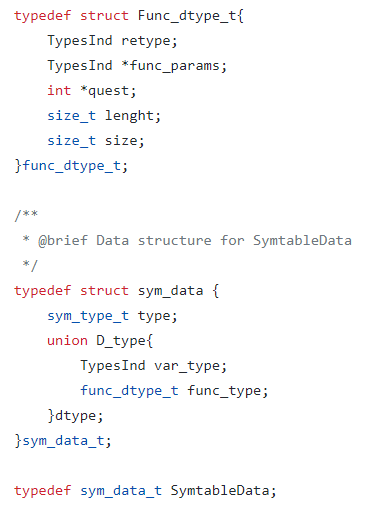 typedef struct Func_dtype_t{
    TypesInd retype;
    TypesInd *func_params;
    int *quest;
    size_t lenght;
    size_t size;
}func_dtype_t;

/**
 * @brief Data structure for SymtableData
 */
typedef struct sym_data {
    sym_type_t type;
    union D_type{
        TypesInd var_type;
        func_dtype_t func_type;
    }dtype;
}sym_data_t;

typedef sym_data_t SymtableData;